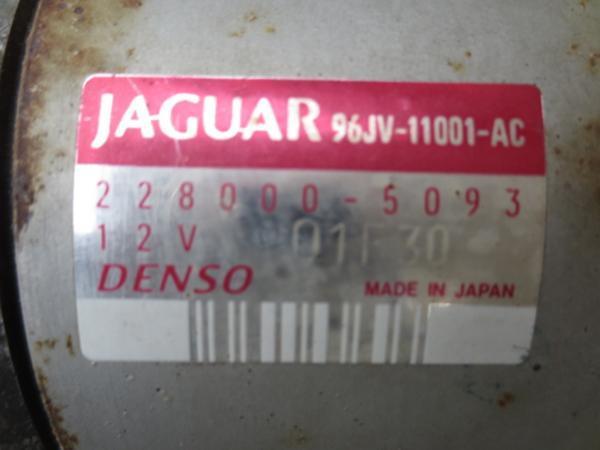 JAGUAR 96JV-11001-AC
228000-5093
12V 01F30
DENSO MADE IN JAPAN